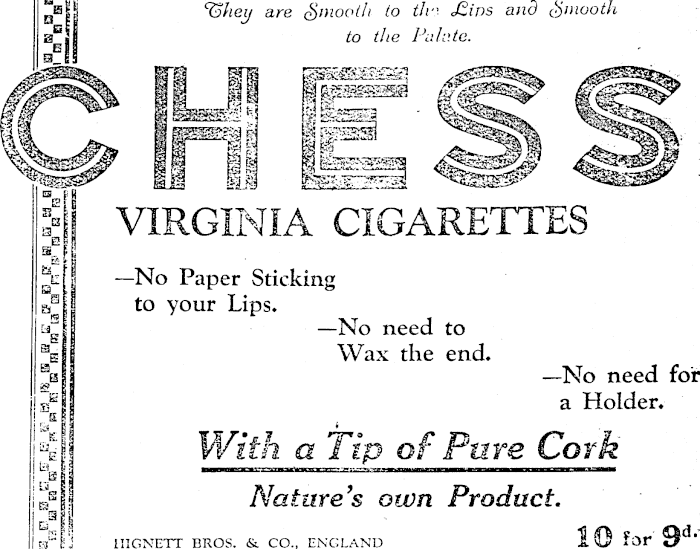 They are Smooth to the Lips and Smooth
to the Palate.
CHESS
VIRGINIA CIGARETTES
—No Paper Sticking
to your Lips.
—No need to
Wax the end.
—No need for
a Holder.
With a Tip of Pure Cork
Nature's own Product.
HIGNETT BROS. & CO., ENGLAND
10 for 9d.